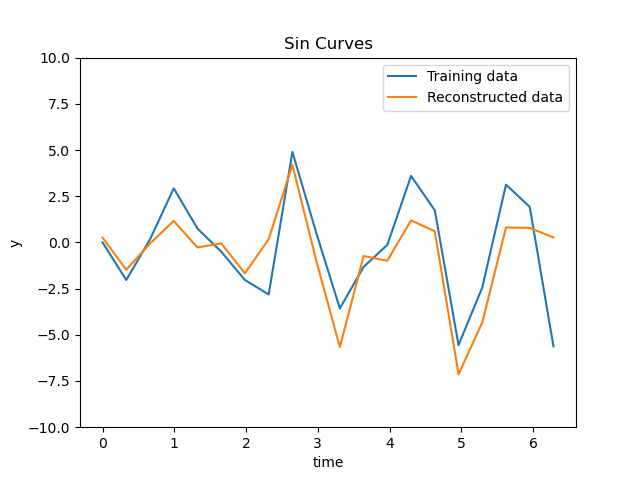 Sin Curves
Training data
Reconstructed data
10.0
7.5
5.0
2.5
0.0
−2.5
−5.0
−7.5
−10.0
y
0 1 2 3 4 5 6
time